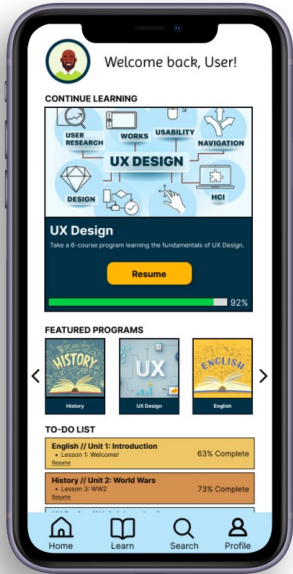 Welcome back, User!
CONTINUE LEARNING
USER
RESEARCH
WORKS
USABILITY
NAVIGATION
UX DESIGN
DESIGN
HCI
UX Design
Take a 6-course program learning the fundamentals of UX Design.
Resume
92%
FEATURED PROGRAMS
HISTORY
UX
ENGLISH
History
UX Design
English
TO-DO LIST
English // Unit 1: Introduction
• Lesson 1: Welcome!
63% Complete
Resume
History // Unit 2: World Wars
• Lesson 3: WW2
73% Complete
Resume
Home
Learn
Search
Profile